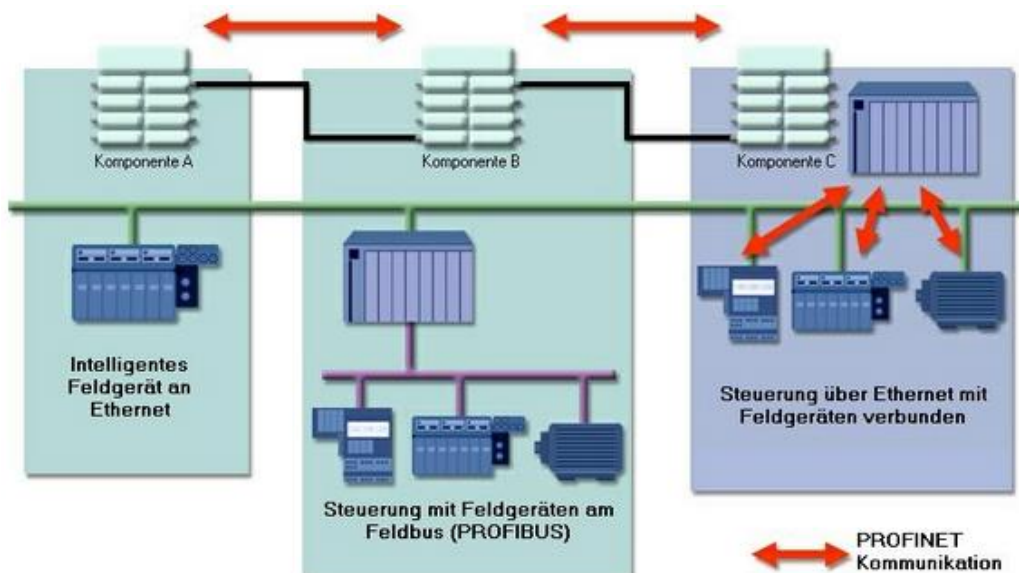 Komponente A
Komponente B
Komponente C
Intelligentes
Feldgerät an
Ethernet
Steuerung mit Feldgeräten am
Feldbus (PROFIBUS)
Steuerung über Ethernet mit
Feldgeräten verbunden
PROFINET
Kommunikation